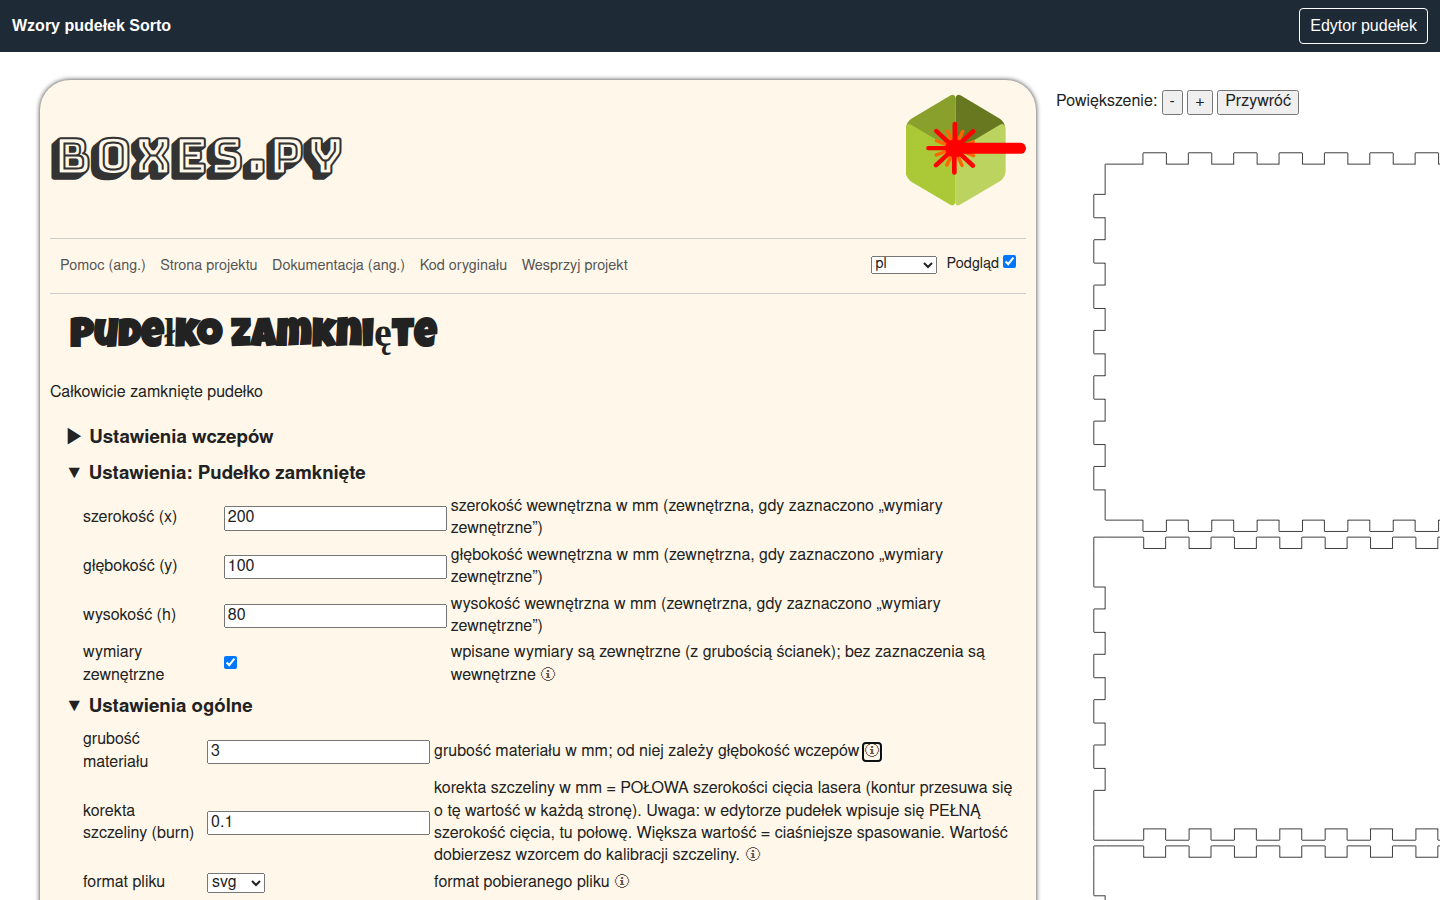 Wzory pudełek Sorto
Edytor pudełek
BOXES.PY
Powiększenie: - + Przywróć
Pomoc (ang.) Strona projektu Dokumentacja (ang.) Kod oryginału Wesprzyj projekt
pl Podgląd
Pudełko zamknięte
Całkowicie zamknięte pudełko
Ustawienia wczepów
Ustawienia: Pudełko zamknięte
szerokość (x) 200 szerokość wewnętrzna w mm (zewnętrzna, gdy zaznaczono „wymiary
zewnętrzne”)
głębokość (y) 100 głębokość wewnętrzna w mm (zewnętrzna, gdy zaznaczono „wymiary
zewnętrzne”)
wysokość (h) 80 wysokość wewnętrzna w mm (zewnętrzna, gdy zaznaczono „wymiary
zewnętrzne”)
wymiary
zewnętrzne
wpisane wymiary są zewnętrzne (z grubością ścianek); bez zaznaczenia są
wewnętrzne ⓘ
Ustawienia ogólne
grubość
materiału
3
grubość materiału w mm; od niej zależy głębokość wczepów ⓘ
korekta
szczeliny (burn)
0.1
korekta szczeliny w mm = POŁOWA szerokości cięcia lasera (kontur przesuwa się
o tę wartość w każdą stronę). Uwaga: w edytorze pudełek wpisuje się PEŁNĄ
szerokość cięcia, tu połowę. Większa wartość = ciaśniejsze spasowanie. Wartość
dobierzesz wzorcem do kalibracji szczeliny. ⓘ
format pliku svg format pobieranego pliku ⓘ